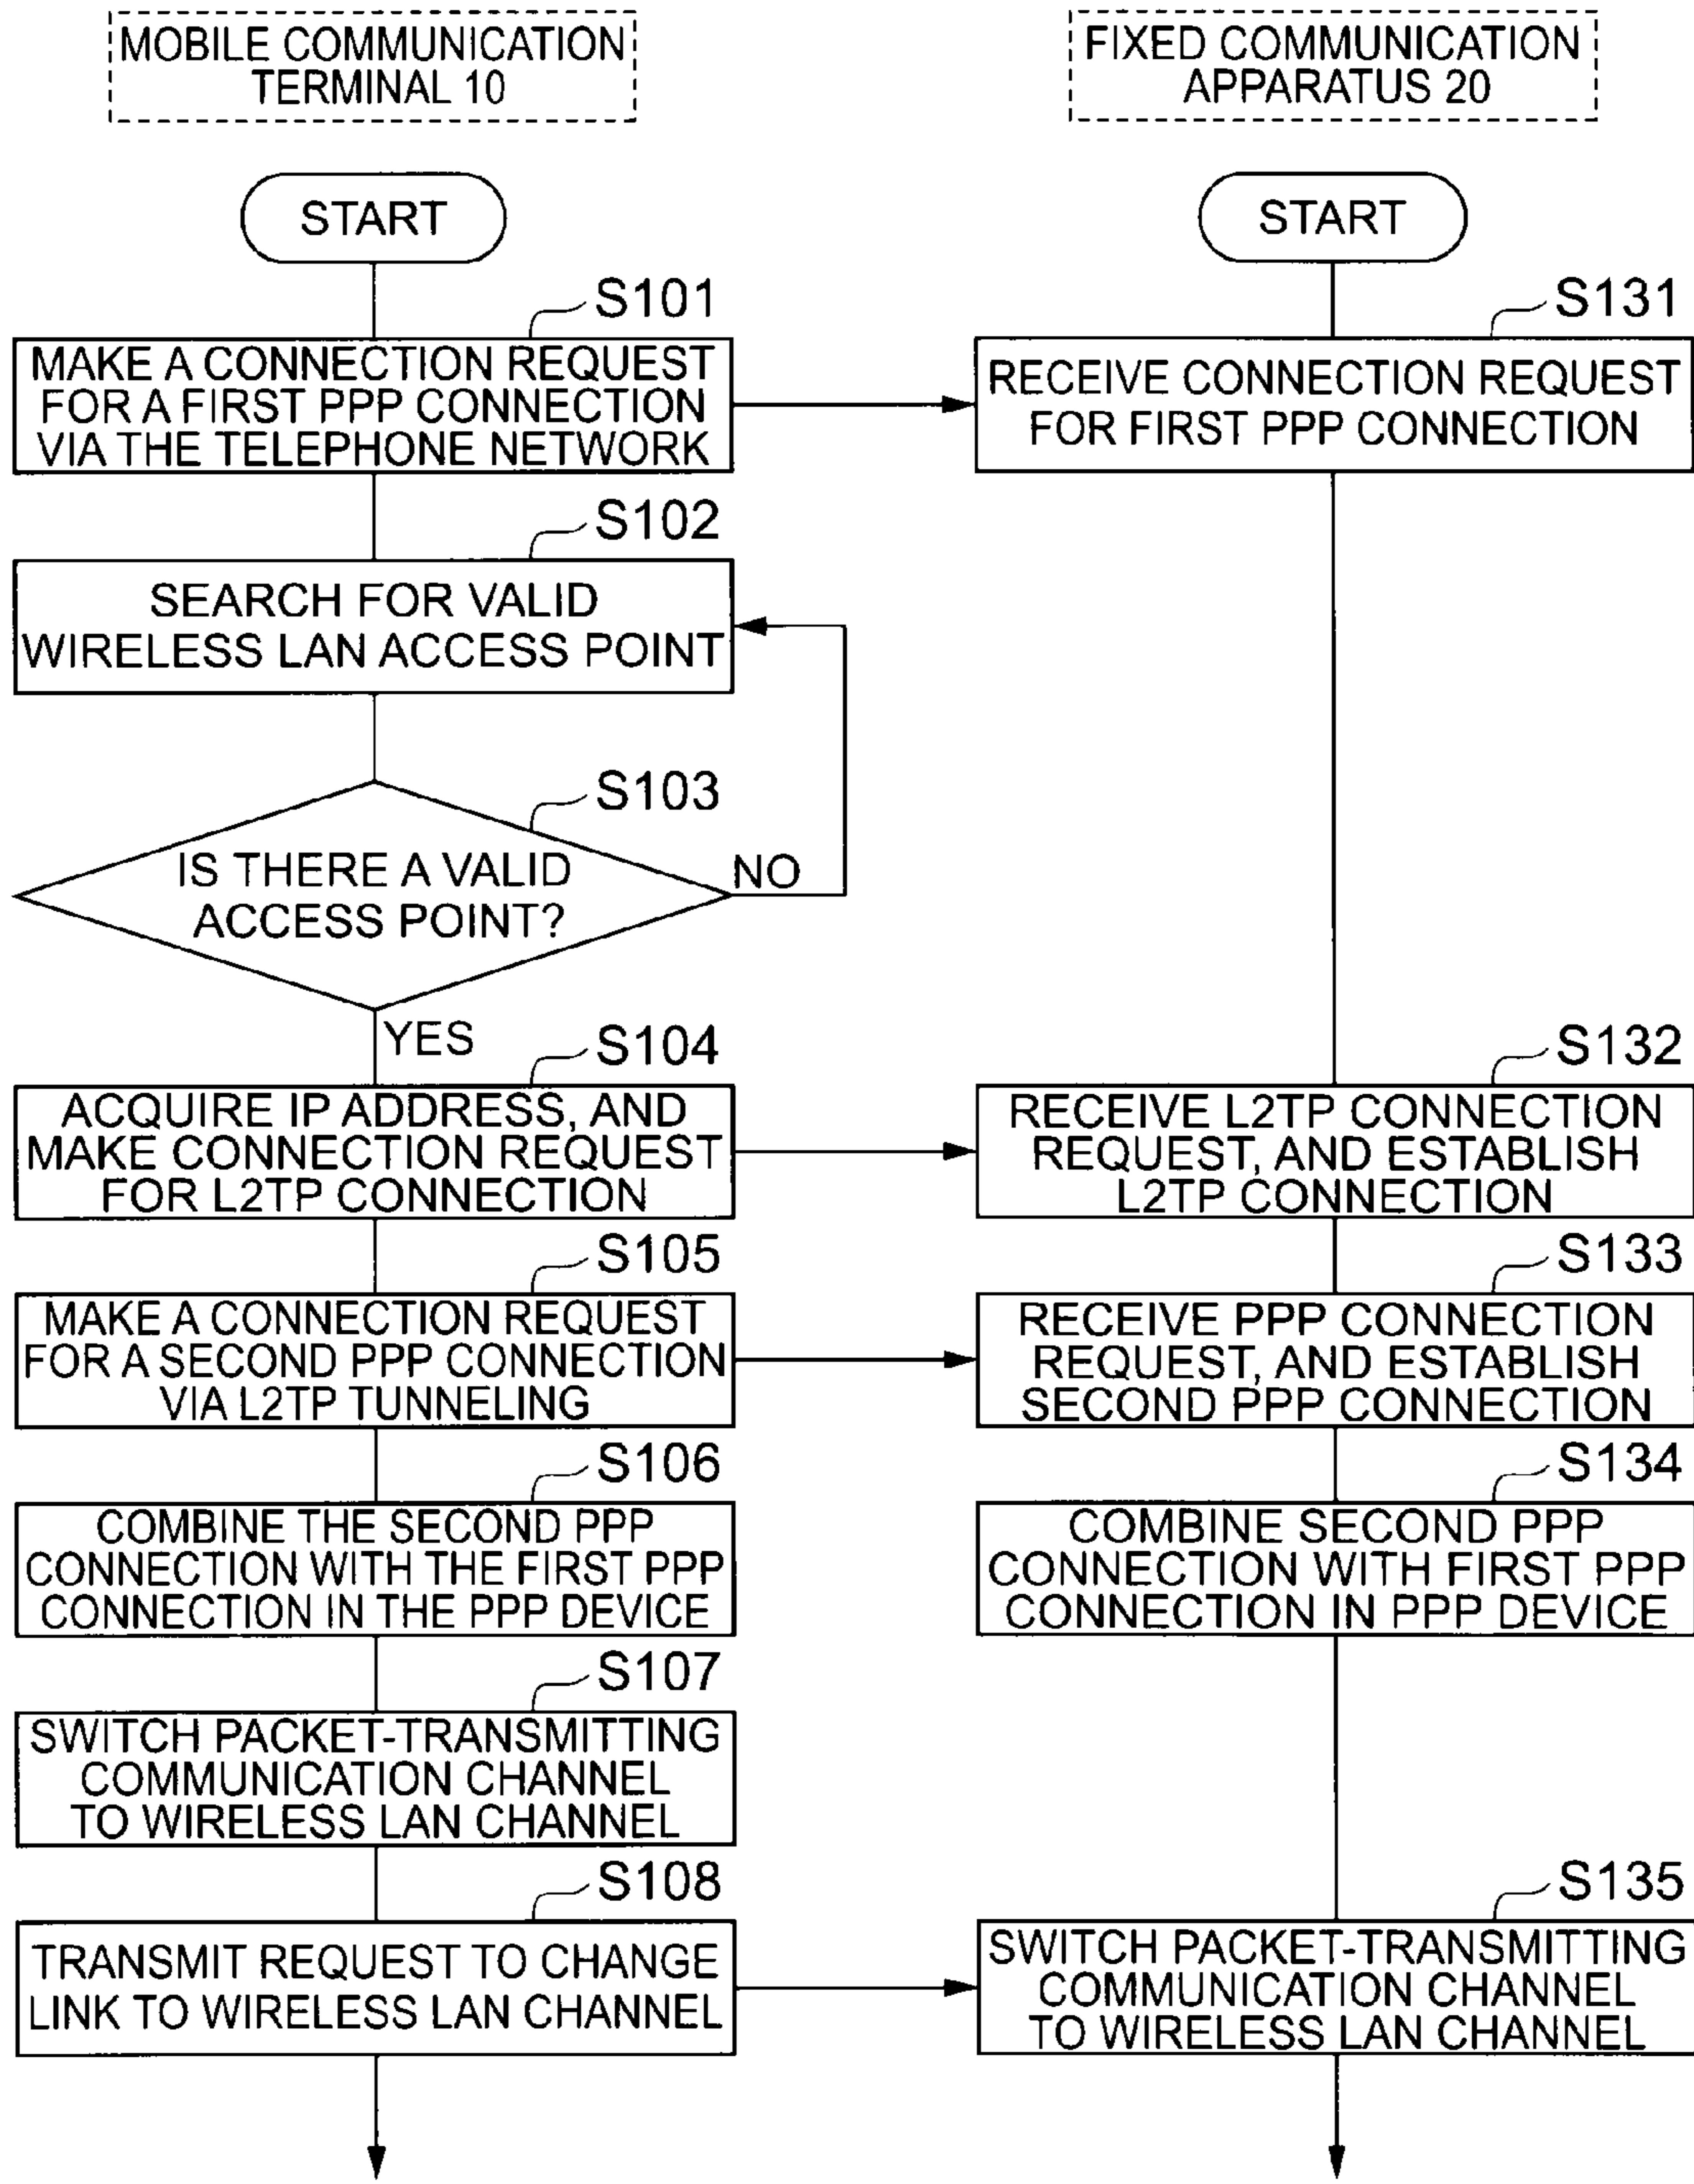 MOBILE COMMUNICATION
TERMINAL 10
START
S101
MAKE A CONNECTION REQUEST
FOR A FIRST PPP CONNECTION
VIA THE TELEPHONE NETWORK
S102
SEARCH FOR VALID
WIRELESS LAN ACCESS POINT
S103
IS THERE A VALID
ACCESS POINT?
NO
YES
S104
ACQUIRE IP ADDRESS, AND
MAKE CONNECTION REQUEST
FOR L2TP CONNECTION
S105
MAKE A CONNECTION REQUEST
FOR A SECOND PPP CONNECTION
VIA L2TP TUNNELING
S106
COMBINE THE SECOND PPP
CONNECTION WITH THE FIRST PPP
CONNECTION IN THE PPP DEVICE
S107
SWITCH PACKET-TRANSMITTING
COMMUNICATION CHANNEL
TO WIRELESS LAN CHANNEL
S108
TRANSMIT REQUEST TO CHANGE
LINK TO WIRELESS LAN CHANNEL
FIXED COMMUNICATION
APPARATUS 20
START
S131
RECEIVE CONNECTION REQUEST
FOR FIRST PPP CONNECTION
S132
RECEIVE L2TP CONNECTION
REQUEST, AND ESTABLISH
L2TP CONNECTION
S133
RECEIVE PPP CONNECTION
REQUEST, AND ESTABLISH
SECOND PPP CONNECTION
S134
COMBINE SECOND PPP
CONNECTION WITH FIRST PPP
CONNECTION IN PPP DEVICE
S135
SWITCH PACKET-TRANSMITTING
COMMUNICATION CHANNEL
TO WIRELESS LAN CHANNEL